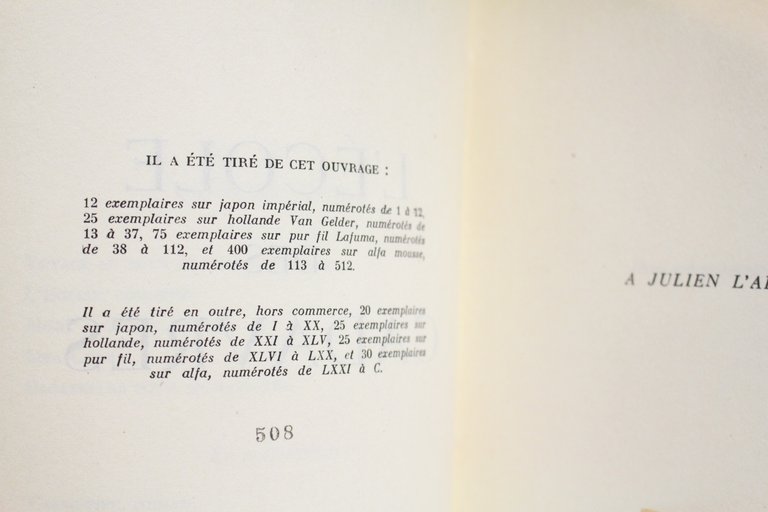 IL A ÉTÉ TIRÉ DE CET OUVRAGE :
12 exemplaires sur japon impérial, numérotés de 1 à 12,
25 exemplaires sur hollande Van Gelder, numérotés de
13 à 37, 75 exemplaires sur pur fil Lafuma, numérotés
de 38 à 112, et 400 exemplaires sur alfa mousse,
numérotés de 113 à 512.
Il a été tiré en outre, hors commerce, 20 exemplaires
sur japon, numérotés de I à XX, 25 exemplaires sur
hollande, numérotés de XXI à XLV, 25 exemplaires sur
pur fil, numérotés de XLVI à LXX, et 30 exemplaires
sur alfa, numérotés de LXXI à C.
508
A JULIEN